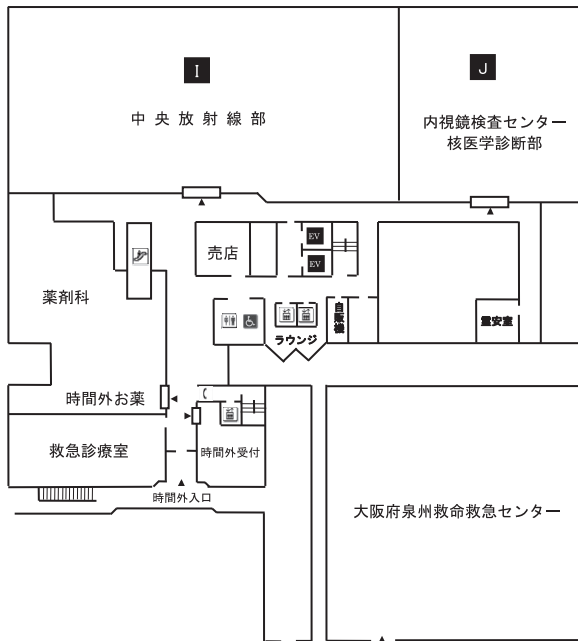 I
J
中央放射線部
内視鏡検査センター
核医学診断部
売店
EV
EV
薬剤科
自販機
ラウンジ
霊安室
時間外お薬
救急診療室
時間外受付
時間外入口
大阪府泉州救命救急センター